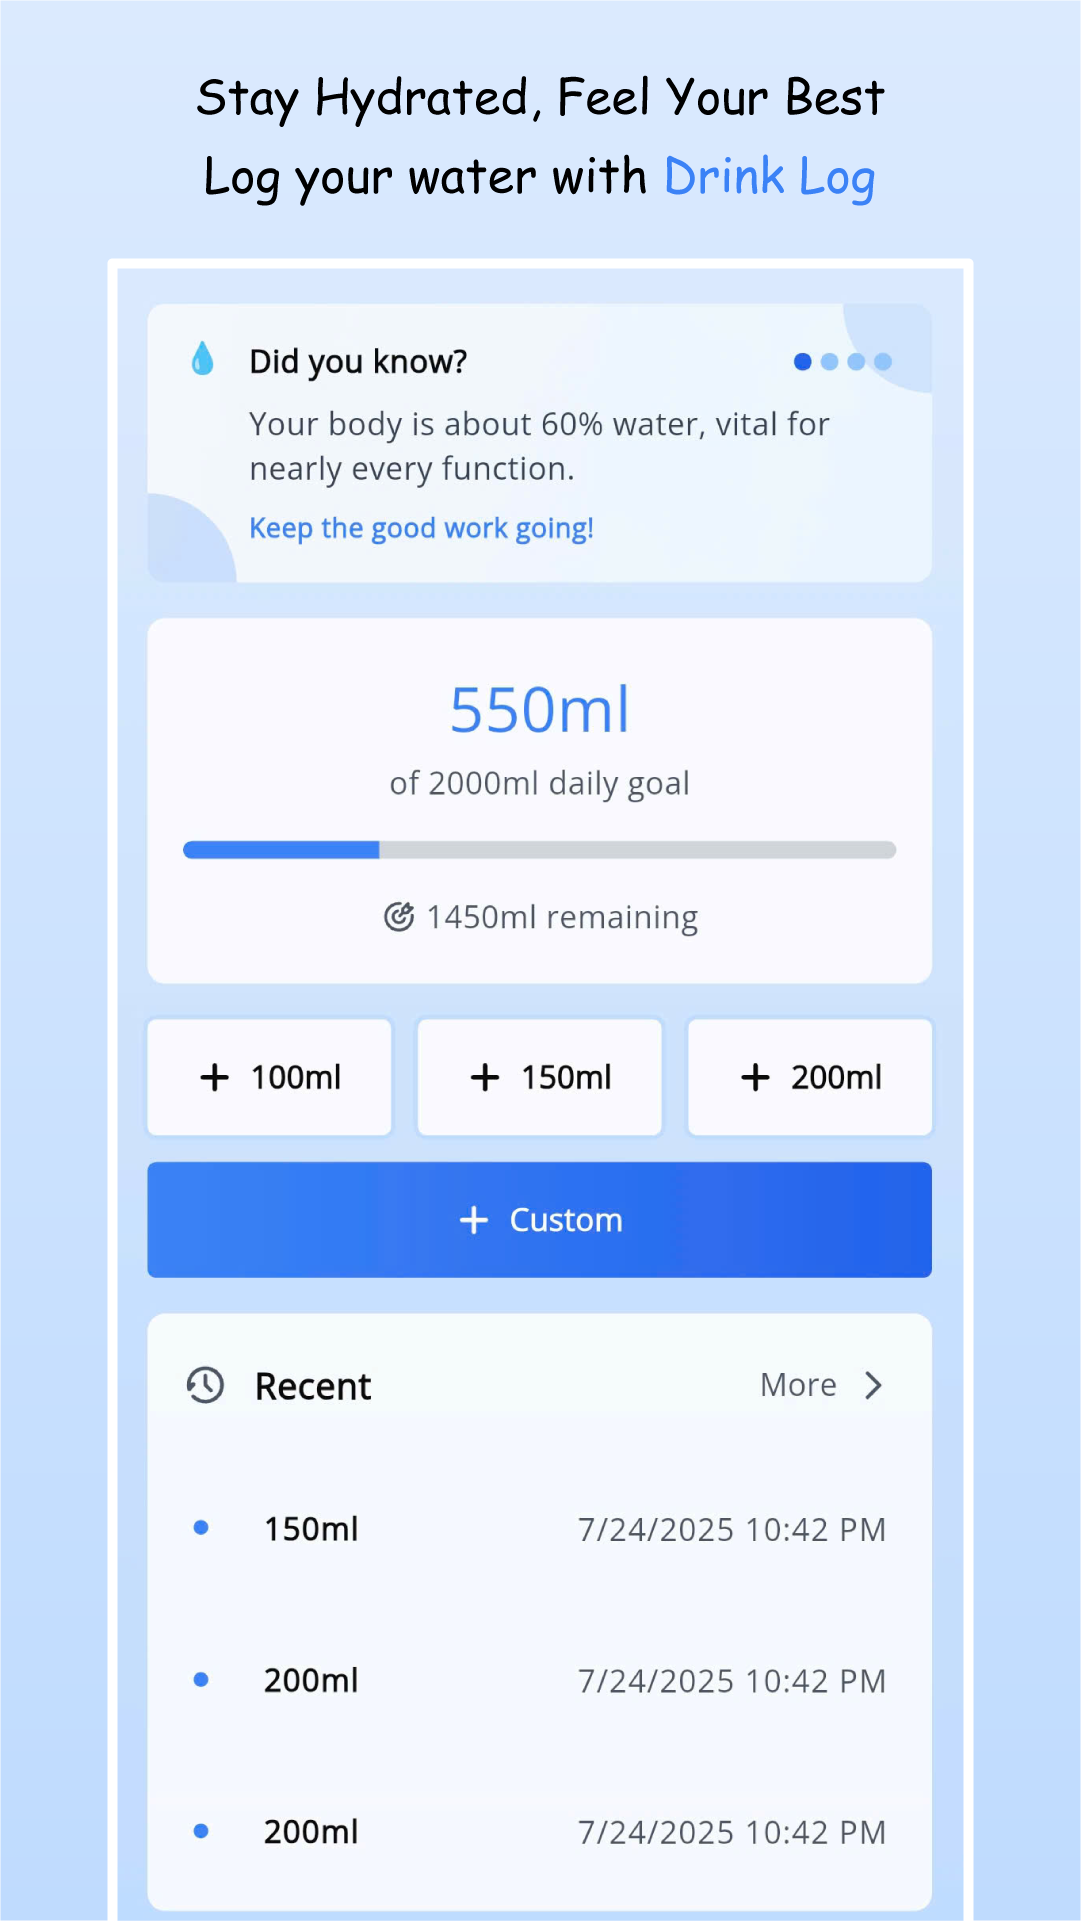 Stay Hydrated, Feel Your Best
Log your water with Drink Log
Did you know?
Your body is about 60% water, vital for
nearly every function.
Keep the good work going!
550ml
of 2000ml daily goal
1450ml remaining
+ 100ml
+ 150ml
+ 200ml
+ Custom
Recent
More
150ml 7/24/2025 10:42 PM
200ml 7/24/2025 10:42 PM
200ml 7/24/2025 10:42 PM